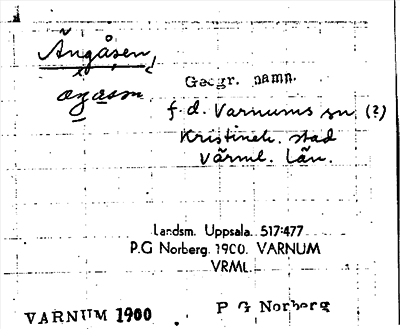 Ängåsen,
Geogr. namn.
f. d. Varnums sn (?)
Kristineh. stad
Värml. län.
Landsm. Uppsala. 517:477
P.G Norberg. 1900. VARNUM
VRML.
VARNUM 1900
P G Norberg